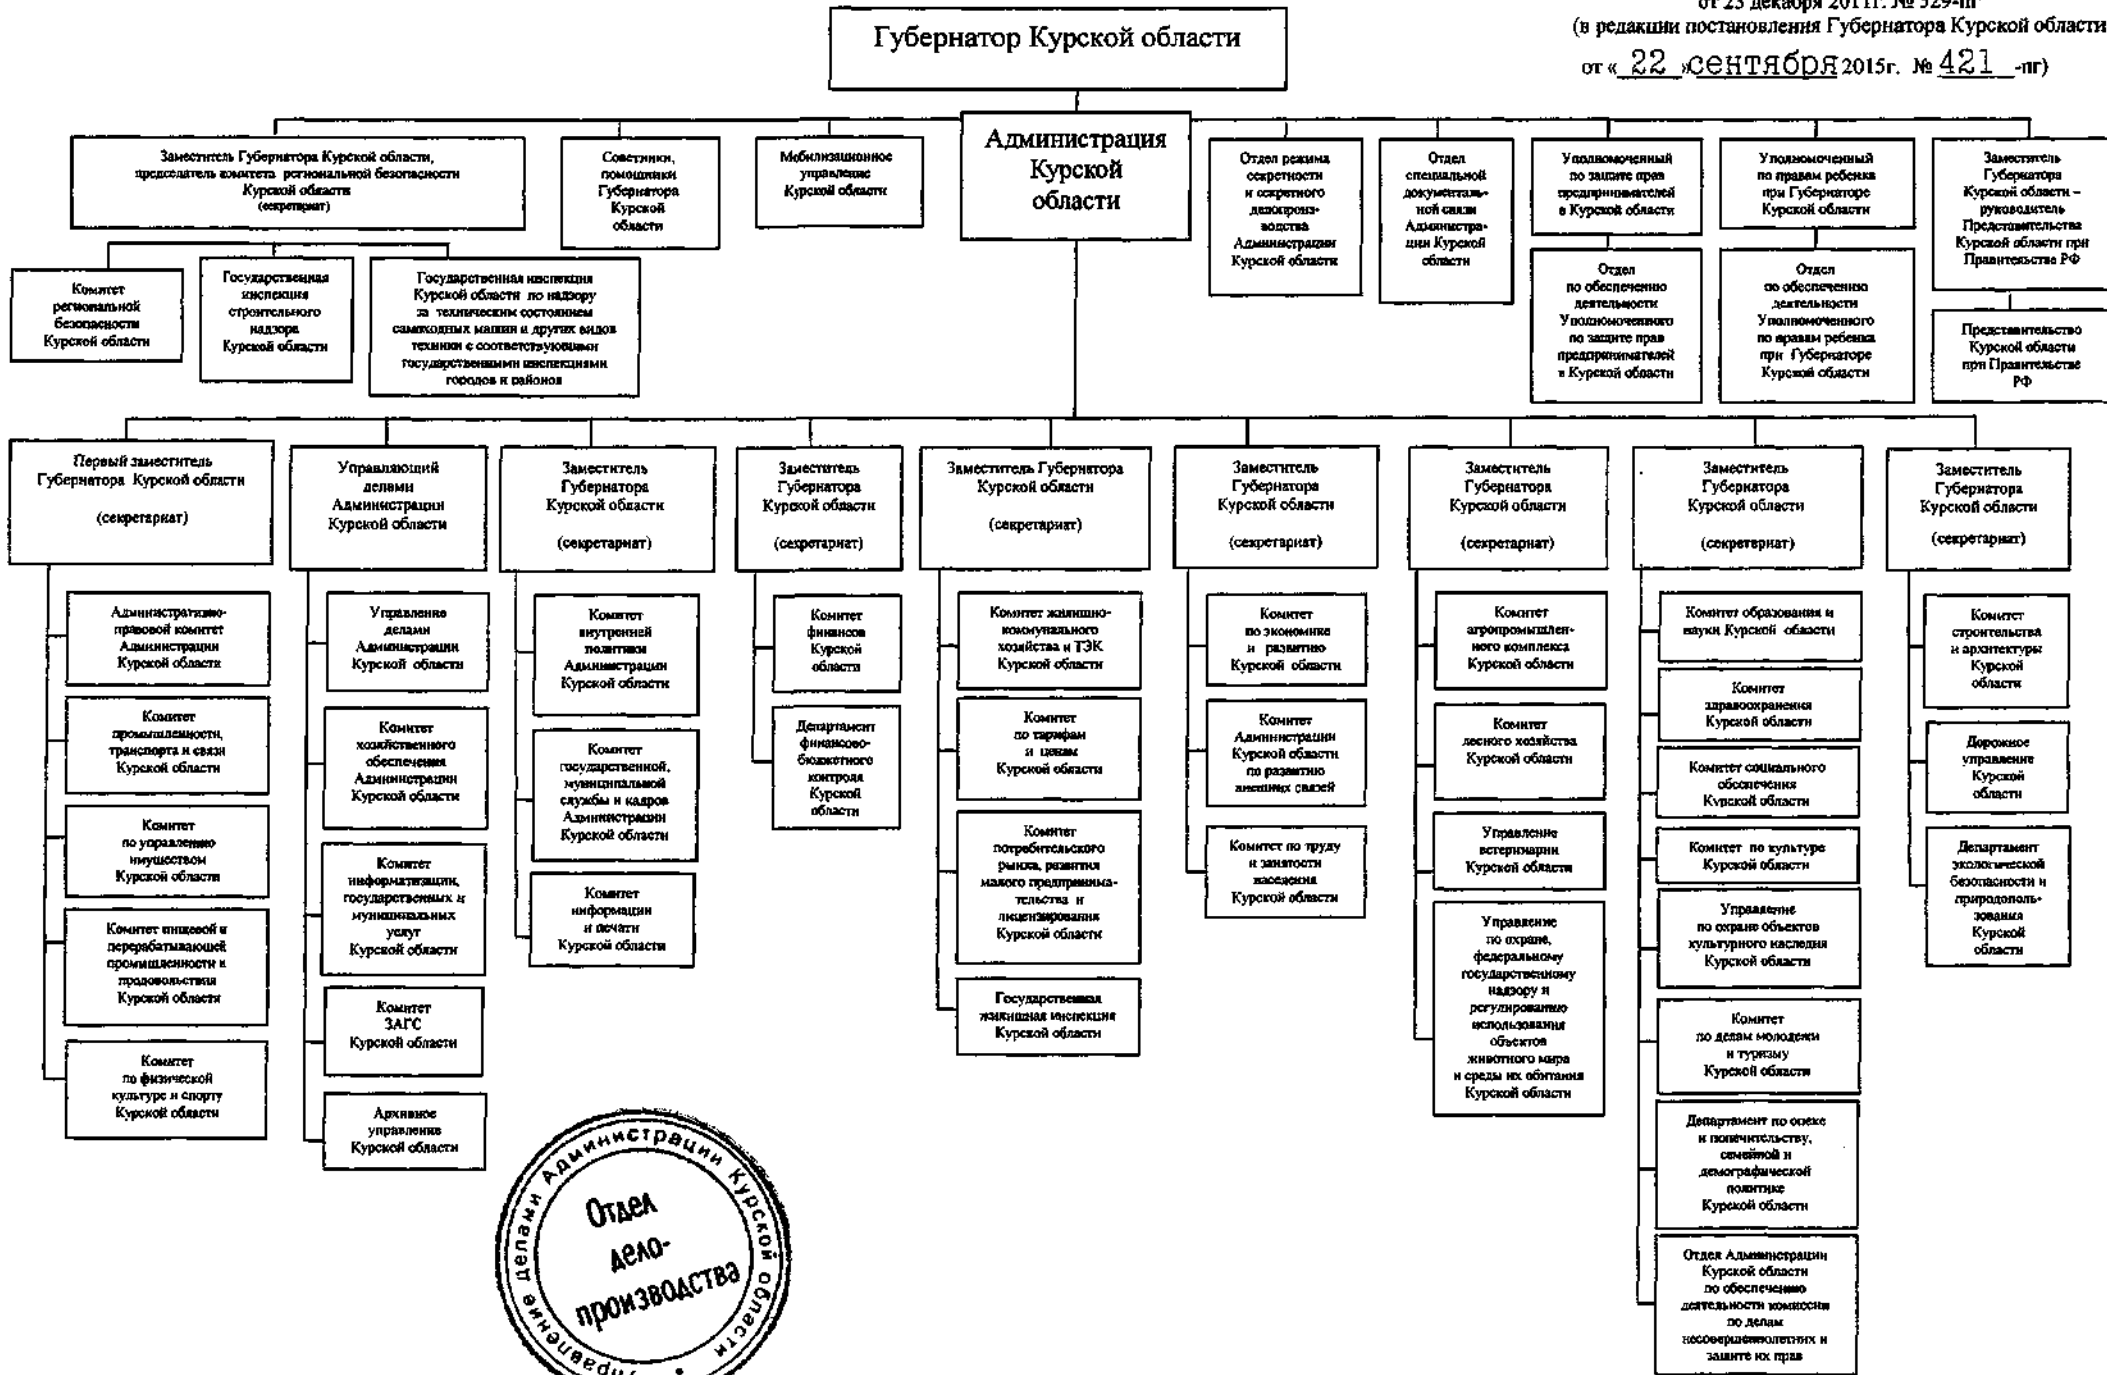 от 23 декабря 2011г. № 529-пг
(в редакции постановления Губернатора Курской области
от « 22 » сентября 2015г. № 421 -пг)
Губернатор Курской области
Администрация
Курской
области
Заместитель Губернатора Курской области,
председатель комитета региональной безопасности
Курской области
(секретариат)
Советники,
помощники
Губернатора
Курской
области
Мобилизационное
управление
Курской области
Отдел режима
секретности
и секретного
делопроиз-
водства
Администрации
Курской области
Отдел
специальной
документаль-
ной связи
Администра-
ции Курской
области
Уполномоченный
по защите прав
предпринимателей
в Курской области
Уполномоченный
по правам ребенка
при Губернаторе
Курской области
Заместитель
Губернатора
Курской области –
руководитель
Представительства
Курской области при
Правительстве РФ
Комитет
региональной
безопасности
Курской области
Государственная
инспекция
строительного
надзора
Курской области
Государственная инспекция
Курской области по надзору
за техническим состоянием
самоходных машин и других видов
техники с соответствующими
государственными инспекциями
городов и районов
Отдел
по обеспечению
деятельности
Уполномоченного
по защите прав
предпринимателей
в Курской области
Отдел
по обеспечению
деятельности
Уполномоченного
по правам ребенка
при Губернаторе
Курской области
Представительство
Курской области
при Правительстве
РФ
Первый заместитель
Губернатора Курской области
(секретариат)
Административно-
правовой комитет
Администрации
Курской области
Комитет
промышленности,
транспорта и связи
Курской области
Комитет
по управлению
имуществом
Курской области
Комитет пищевой и
перерабатывающей
промышленности и
продовольствия
Курской области
Комитет
по физической
культуре и спорту
Курской области
Управляющий
делами
Администрации
Курской области
Управление
делами
Администрации
Курской области
Комитет
хозяйственного
обеспечения
Администрации
Курской области
Комитет
информатизации,
государственных и
муниципальных
услуг
Курской области
Комитет
ЗАГС
Курской области
Архивное
управление
Курской области
Заместитель
Губернатора
Курской области
(секретариат)
Комитет
внутренней
политики
Администрации
Курской области
Комитет
государственной,
муниципальной
службы и кадров
Администрации
Курской области
Комитет
информации
и печати
Курской области
Заместитель
Губернатора
Курской области
(секретариат)
Комитет
финансов
Курской
области
Департамент
финансово-
бюджетного
контроля
Курской
области
Заместитель Губернатора
Курской области
(секретариат)
Комитет жилищно-
коммунального
хозяйства и ТЭК
Курской области
Комитет
по тарифам
и ценам
Курской области
Комитет
потребительского
рынка, развития
малого предпринима-
тельства и
лицензирования
Курской области
Государственная
жилищная инспекция
Курской области
Заместитель
Губернатора
Курской области
(секретариат)
Комитет
по экономике
и развитию
Курской области
Комитет
Администрации
Курской области
по развитию
внешних связей
Комитет по труду
и занятости
населения
Курской области
Заместитель
Губернатора
Курской области
(секретариат)
Комитет
агропромышлен-
ного комплекса
Курской области
Комитет
лесного хозяйства
Курской области
Управление
ветеринарии
Курской области
Управление
по охране,
федеральному
государственному
надзору и
регулированию
использования
объектов
животного мира
и среды их обитания
Курской области
Заместитель
Губернатора
Курской области
(секретариат)
Комитет образования и
науки Курской области
Комитет
здравоохранения
Курской области
Комитет социального
обеспечения
Курской области
Комитет по культуре
Курской области
Управление
по охране объектов
культурного наследия
Курской области
Комитет
по делам молодежи
и туризму
Курской области
Департамент по опеке
и попечительству,
семейной и
демографической
политике
Курской области
Отдел Администрации
Курской области
по обеспечению
деятельности комиссии
по делам
несовершеннолетних и
защите их прав
Заместитель
Губернатора
Курской области
(секретариат)
Комитет
строительства
и архитектуры
Курской
области
Дорожное
управление
Курской
области
Департамент
экологической
безопасности и
природополь-
зования
Курской
области
Управление делами Администрации Курской области
Отдел
дело-
производства